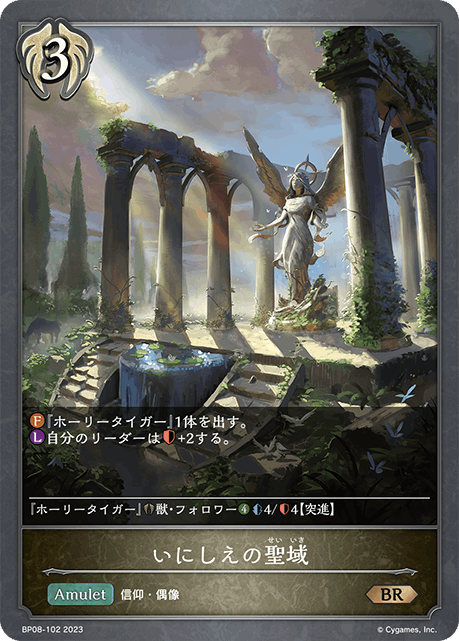 3
F『ホーリータイガー』1体を出す。
L自分のリーダーは+2する。
『ホーリータイガー』獣・フォロワー4 4/4【突進】
せい いき
いにしえの聖域
Amulet 信仰・偶像 BR
BP08-102 2023 © Cygames, Inc.